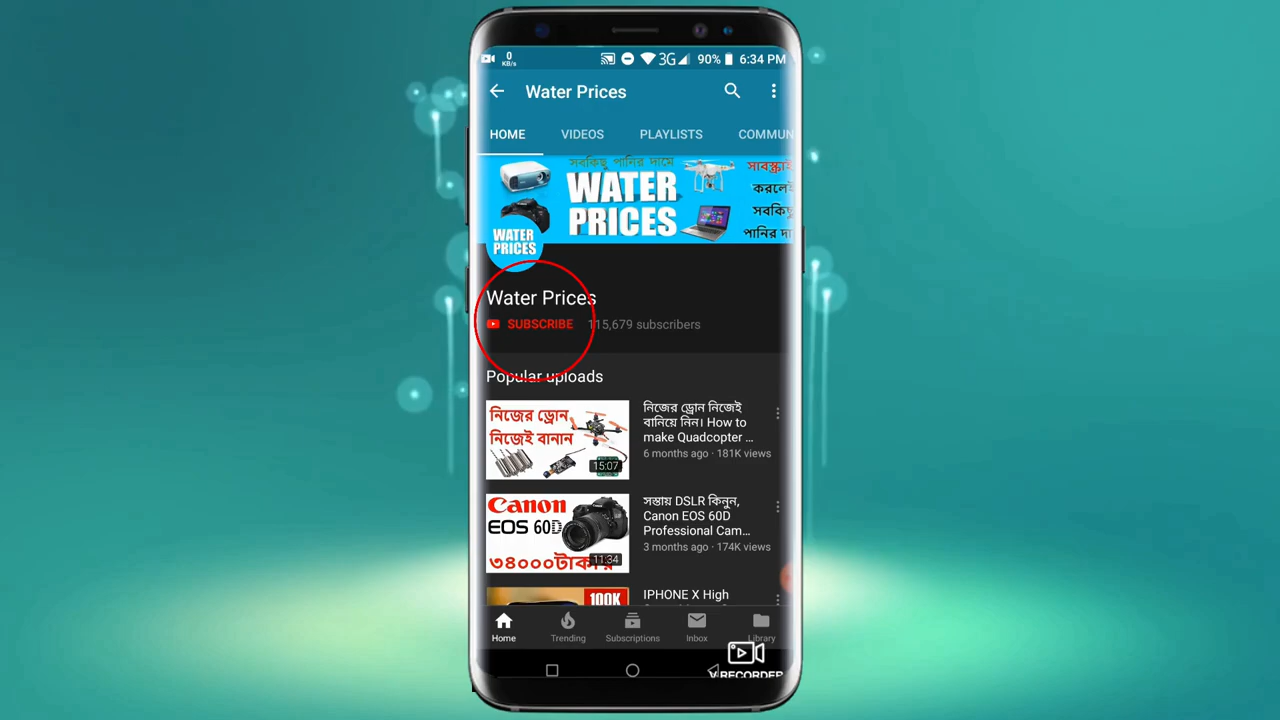 0
KB/s
3G
90%
6:34 PM
Water Prices
HOME
VIDEOS
PLAYLISTS
COMMUN
সবকিছু পানির দামে
WATER
PRICES
সাবস্ক্রাই
করলেই
সবকিছু
পানির দা
WATER
PRICES
Water Prices
SUBSCRIBE
115,679 subscribers
Popular uploads
নিজের ড্রোন
নিজেই বানান
15:07
নিজের ড্রোন নিজেই
বানিয়ে নিন। How to
make Quadcopter ...
6 months ago · 181K views
Canon
EOS 60D
৩৪০০০টাকায়
11:34
সস্তায় DSLR কিনুন,
Canon EOS 60D
Professional Cam...
3 months ago · 174K views
100K
IPHONE X High
Home
Trending
Subscriptions
Inbox
Library
V RECORDER